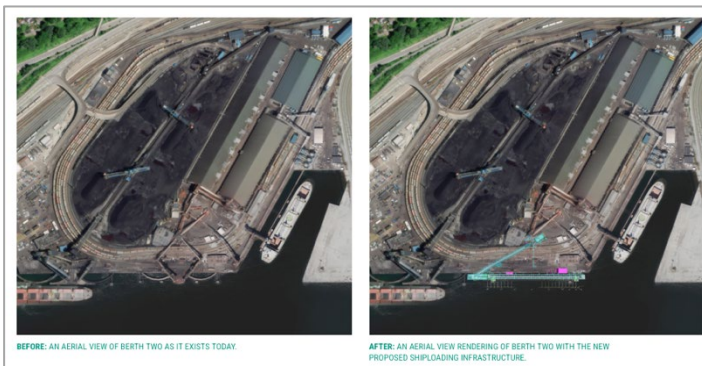 BEFORE: AN AERIAL VIEW OF BERTH TWO AS IT EXISTS TODAY.
AFTER: AN AERIAL VIEW RENDERING OF BERTH TWO WITH THE NEW
PROPOSED SHIPLOADING INFRASTRUCTURE.